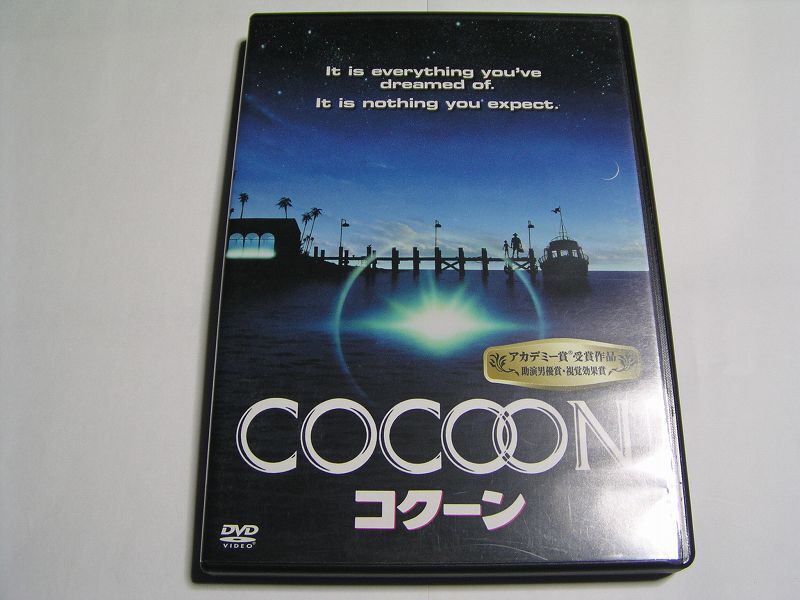 It is everything you've
dreamed of.
It is nothing you expect.
アカデミー賞®受賞作品
助演男優賞・視覚効果賞
COCOON
コクーン
DVD
VIDEO